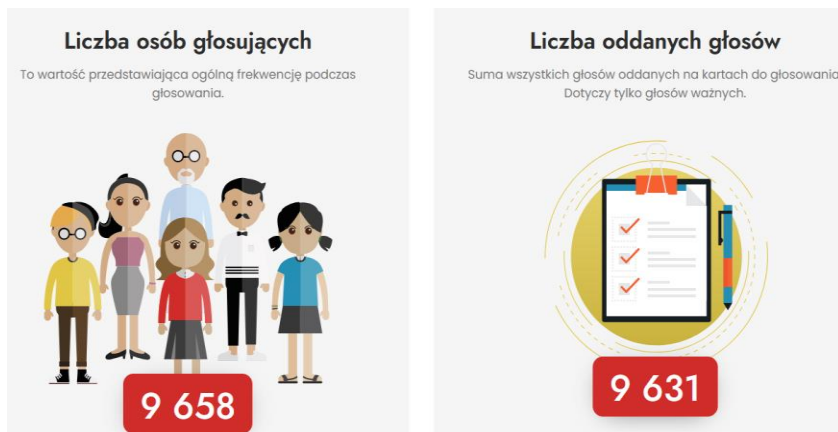 Liczba osób głosujących
To wartość przedstawiająca ogólną frekwencję podczas
głosowania.
9 658
Liczba oddanych głosów
Suma wszystkich głosów oddanych na kartach do głosowania
Dotyczy tylko głosów ważnych.
9 631